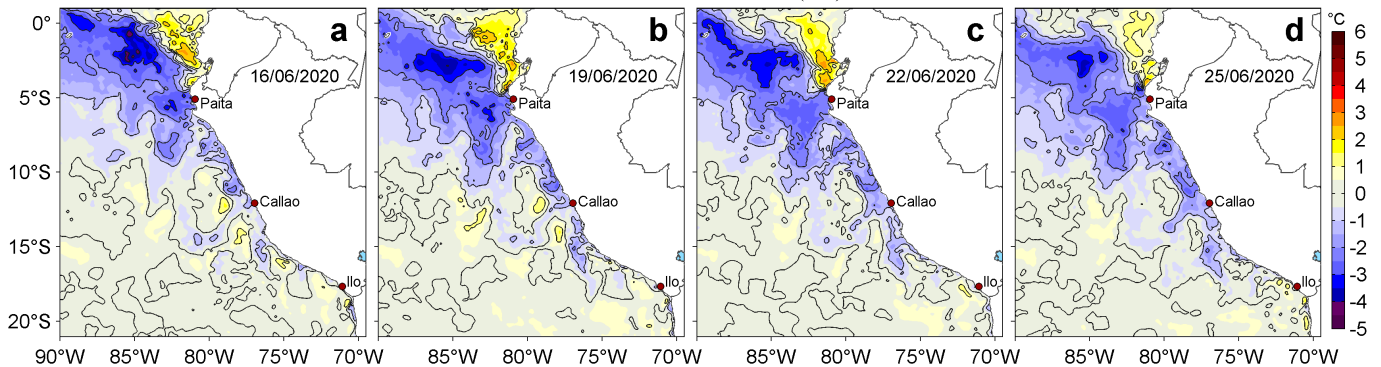 a
b
c
d
°C
16/06/2020
19/06/2020
22/06/2020
25/06/2020
0°
5°S
10°S
15°S
20°S
Paita
Callao
Ilo
Paita
Callao
Ilo
Paita
Callao
Ilo
Paita
Callao
Ilo
6
5
4
3
2
1
0
-1
-2
-3
-4
-5
90°W 85°W 80°W 75°W 70°W
85°W 80°W 75°W 70°W
85°W 80°W 75°W 70°W
85°W 80°W 75°W 70°W